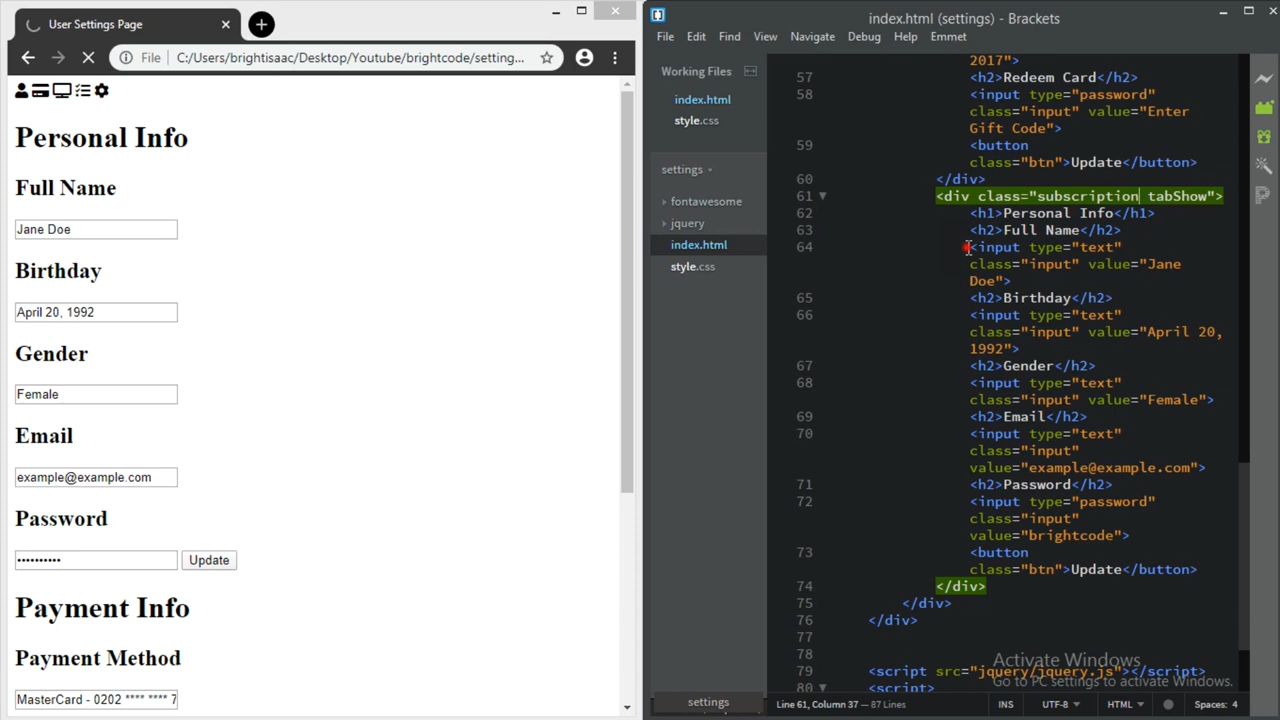 User Settings Page
File C:/Users/brightisaac/Desktop/Youtube/brightcode/setting...
Personal Info
Full Name
Jane Doe
Birthday
April 20, 1992
Gender
Female
Email
example@example.com
Password
••••••••••
Update
Payment Info
Payment Method
MasterCard - 0202 **** **** 7
index.html (settings) - Brackets
File Edit Find View Navigate Debug Help Emmet
Working Files
index.html
style.css
settings
fontawesome
jquery
index.html
style.css
settings
2017">
57 <h2>Redeem Card</h2>
58 <input type="password"
class="input" value="Enter
Gift Code">
59 <button
class="btn">Update</button>
60 </div>
61 <div class="subscription tabShow">
62 <h1>Personal Info</h1>
63 <h2>Full Name</h2>
64 <input type="text"
class="input" value="Jane
Doe">
65 <h2>Birthday</h2>
66 <input type="text"
class="input" value="April 20,
1992">
67 <h2>Gender</h2>
68 <input type="text"
class="input" value="Female">
69 <h2>Email</h2>
70 <input type="text"
class="input"
value="example@example.com">
71 <h2>Password</h2>
72 <input type="password"
class="input"
value="brightcode">
73 <button
class="btn">Update</button>
74 </div>
75 </div>
76 </div>
77
78
79 <script src="jquery/jquery.js"></script>
80 <script>
Activate Windows
Go to PC settings to activate Windows.
Line 61, Column 37 — 87 Lines
INS UTF-8 HTML Spaces: 4